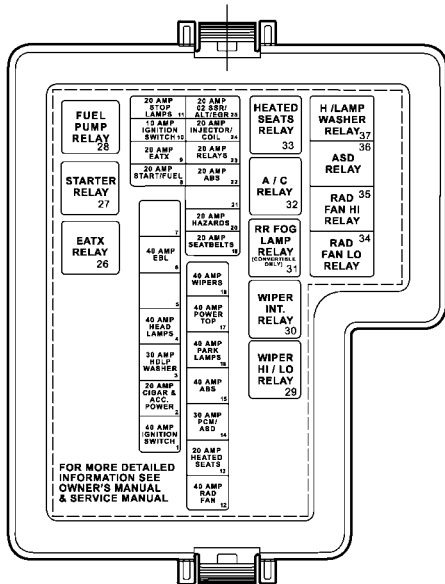 FUEL
PUMP
RELAY
28
STARTER
RELAY
27
EATX
RELAY
26
20 AMP
STOP
LAMPS 11
10 AMP
IGNITION
SWITCH 10
20 AMP
EATX
9
20 AMP
START/FUEL
8
20 AMP
O2 SSR/
ALT/EGR 25
20 AMP
INJECTOR/
COIL 24
20 AMP
RELAYS
23
20 AMP
ABS
22
21
20 AMP
HAZARDS
20
20 AMP
SEATBELTS
19
7
40 AMP
EBL
6
5
40 AMP
HEAD
LAMPS
4
30 AMP
HDLP
WASHER
3
20 AMP
CIGAR &
ACC.
POWER 2
40 AMP
IGNITION
SWITCH
1
40 AMP
WIPERS
18
40 AMP
POWER
TOP
17
40 AMP
PARK
LAMPS
16
40 AMP
ABS
15
30 AMP
PCM/
ASD
14
20 AMP
HEATED
SEATS
13
40 AMP
RAD
FAN
12
HEATED
SEATS
RELAY
33
A / C
RELAY
32
RR FOG
LAMP
RELAY
(CONVERTIBLE
ONLY)
31
WIPER
INT.
RELAY
30
WIPER
HI / LO
RELAY
29
H /LAMP
WASHER
RELAY 37
36
ASD
RELAY
RAD 35
FAN HI
RELAY
RAD 34
FAN LO
RELAY
FOR MORE DETAILED
INFORMATION SEE
OWNER'S MANUAL
& SERVICE MANUAL